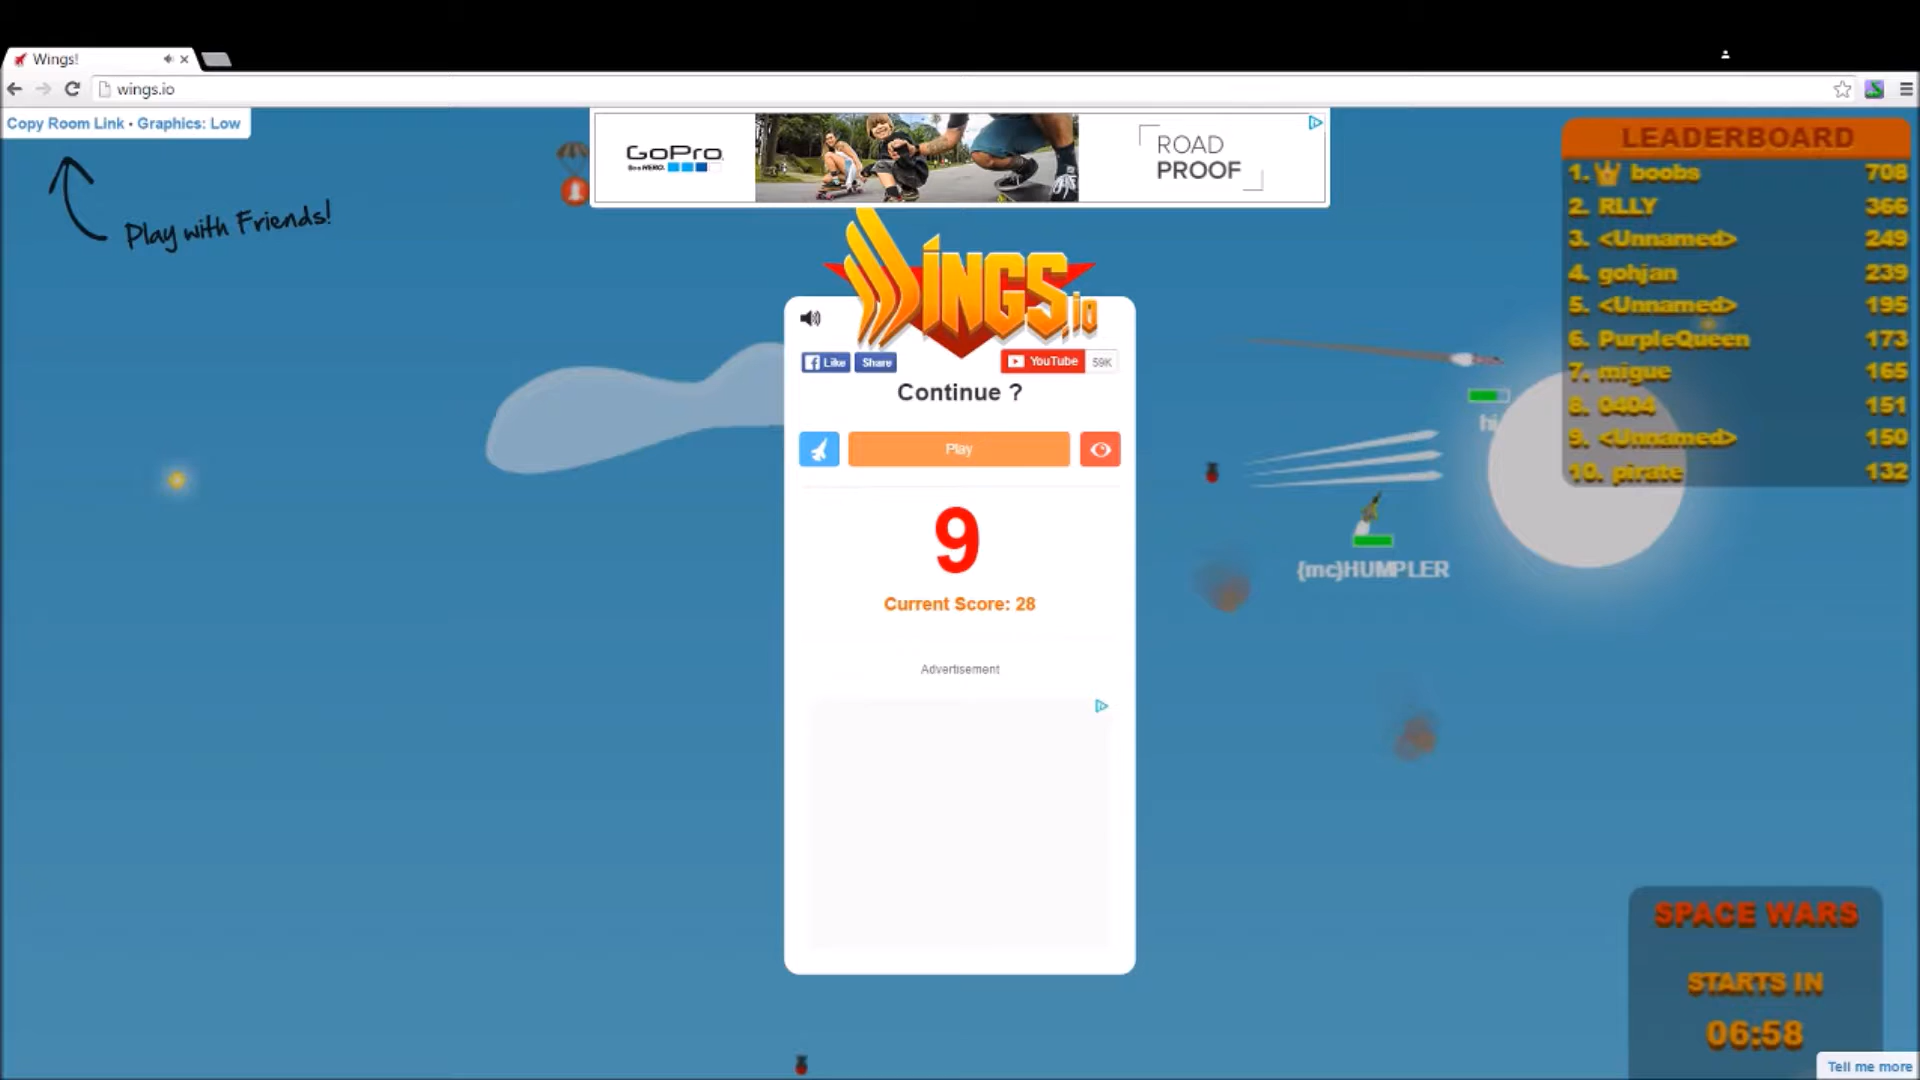 Wings!
wings.io
Copy Room Link • Graphics: Low
Play with Friends!
GoPro
Be a HERO.
ROAD
PROOF
WINGS.io
Like
Share
YouTube
59K
Continue ?
Play
9
Current Score: 28
Advertisement
LEADERBOARD
1. boobs 708
2. RLLY 366
3. <Unnamed> 249
4. gohjan 239
5. <Unnamed> 195
6. PurpleQueen 173
7. migue 165
8. 0404 151
9. <Unnamed> 150
10. pirate 132
hi
{mc}HUMPLER
SPACE WARS
STARTS IN
06:58
Tell me more